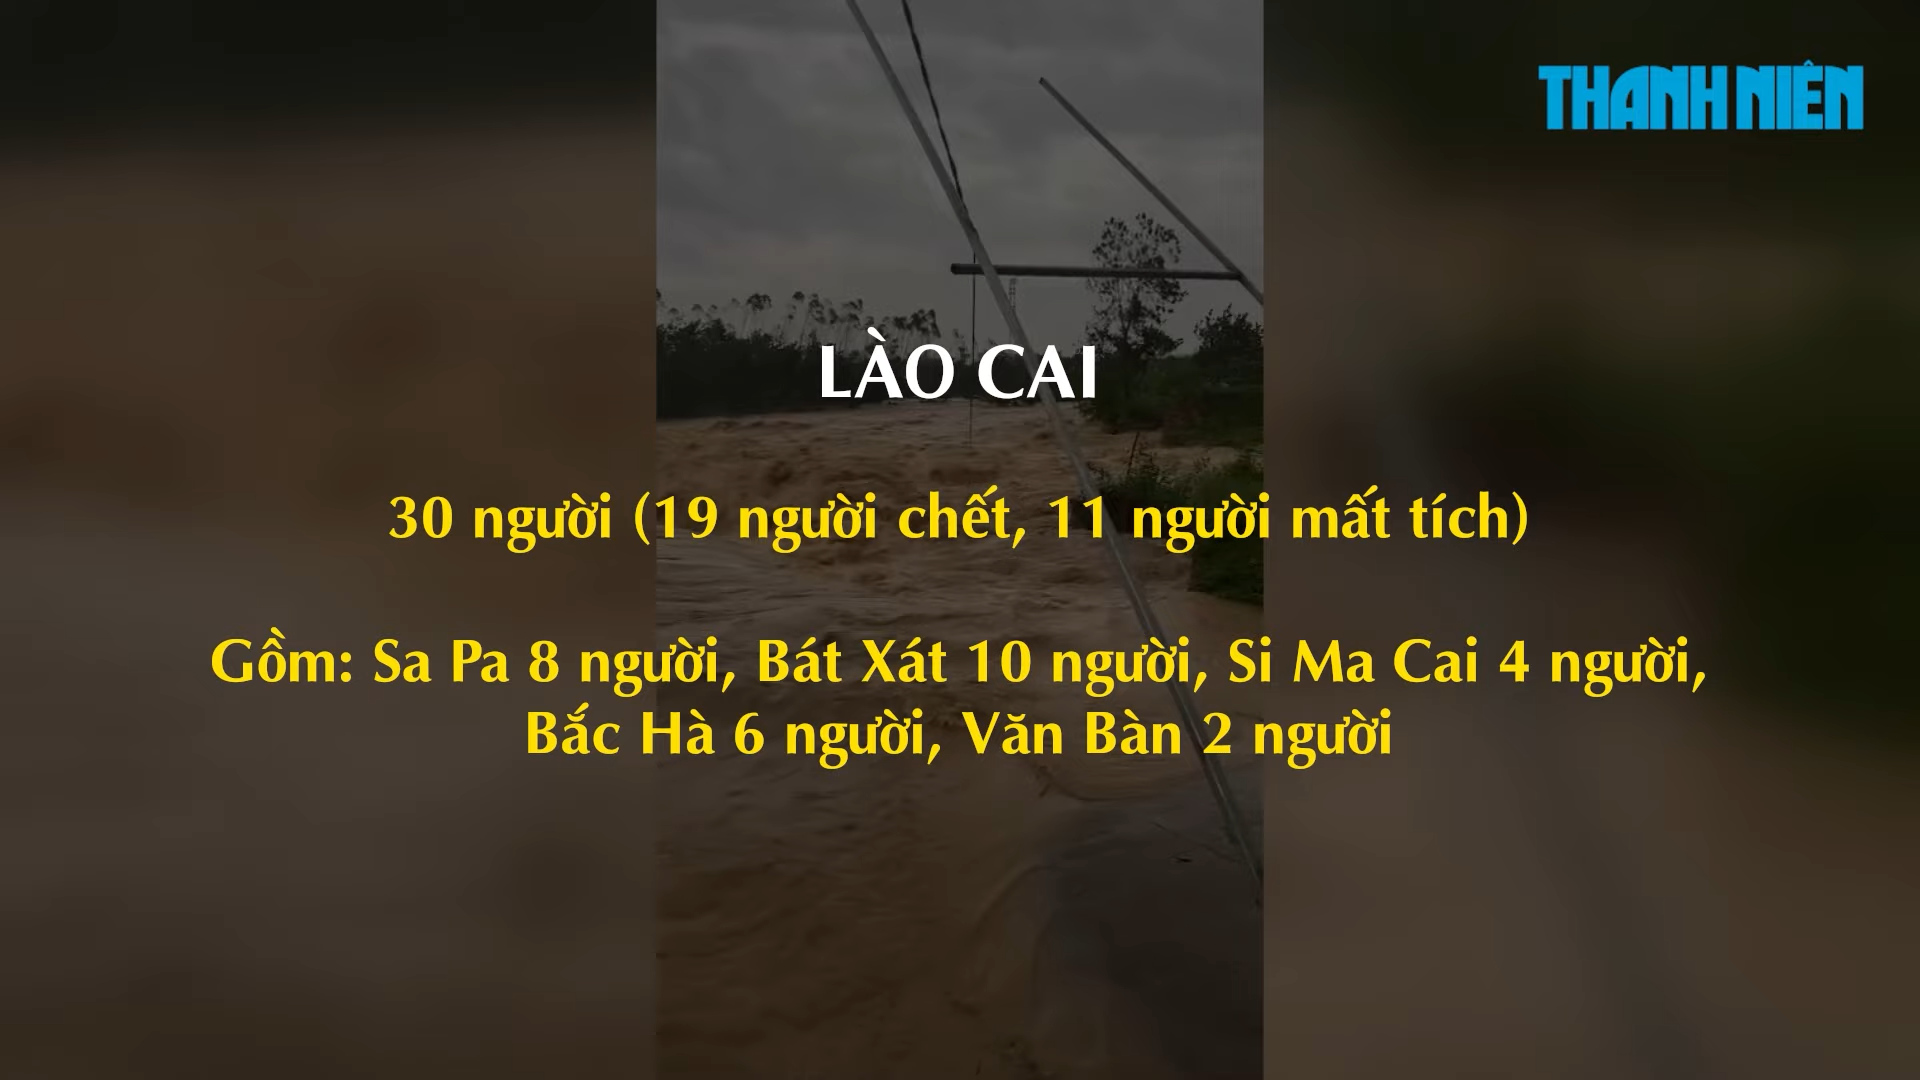 THANH NIÊN
LÀO CAI
30 người (19 người chết, 11 người mất tích)
Gồm: Sa Pa 8 người, Bát Xát 10 người, Si Ma Cai 4 người,
Bắc Hà 6 người, Văn Bàn 2 người